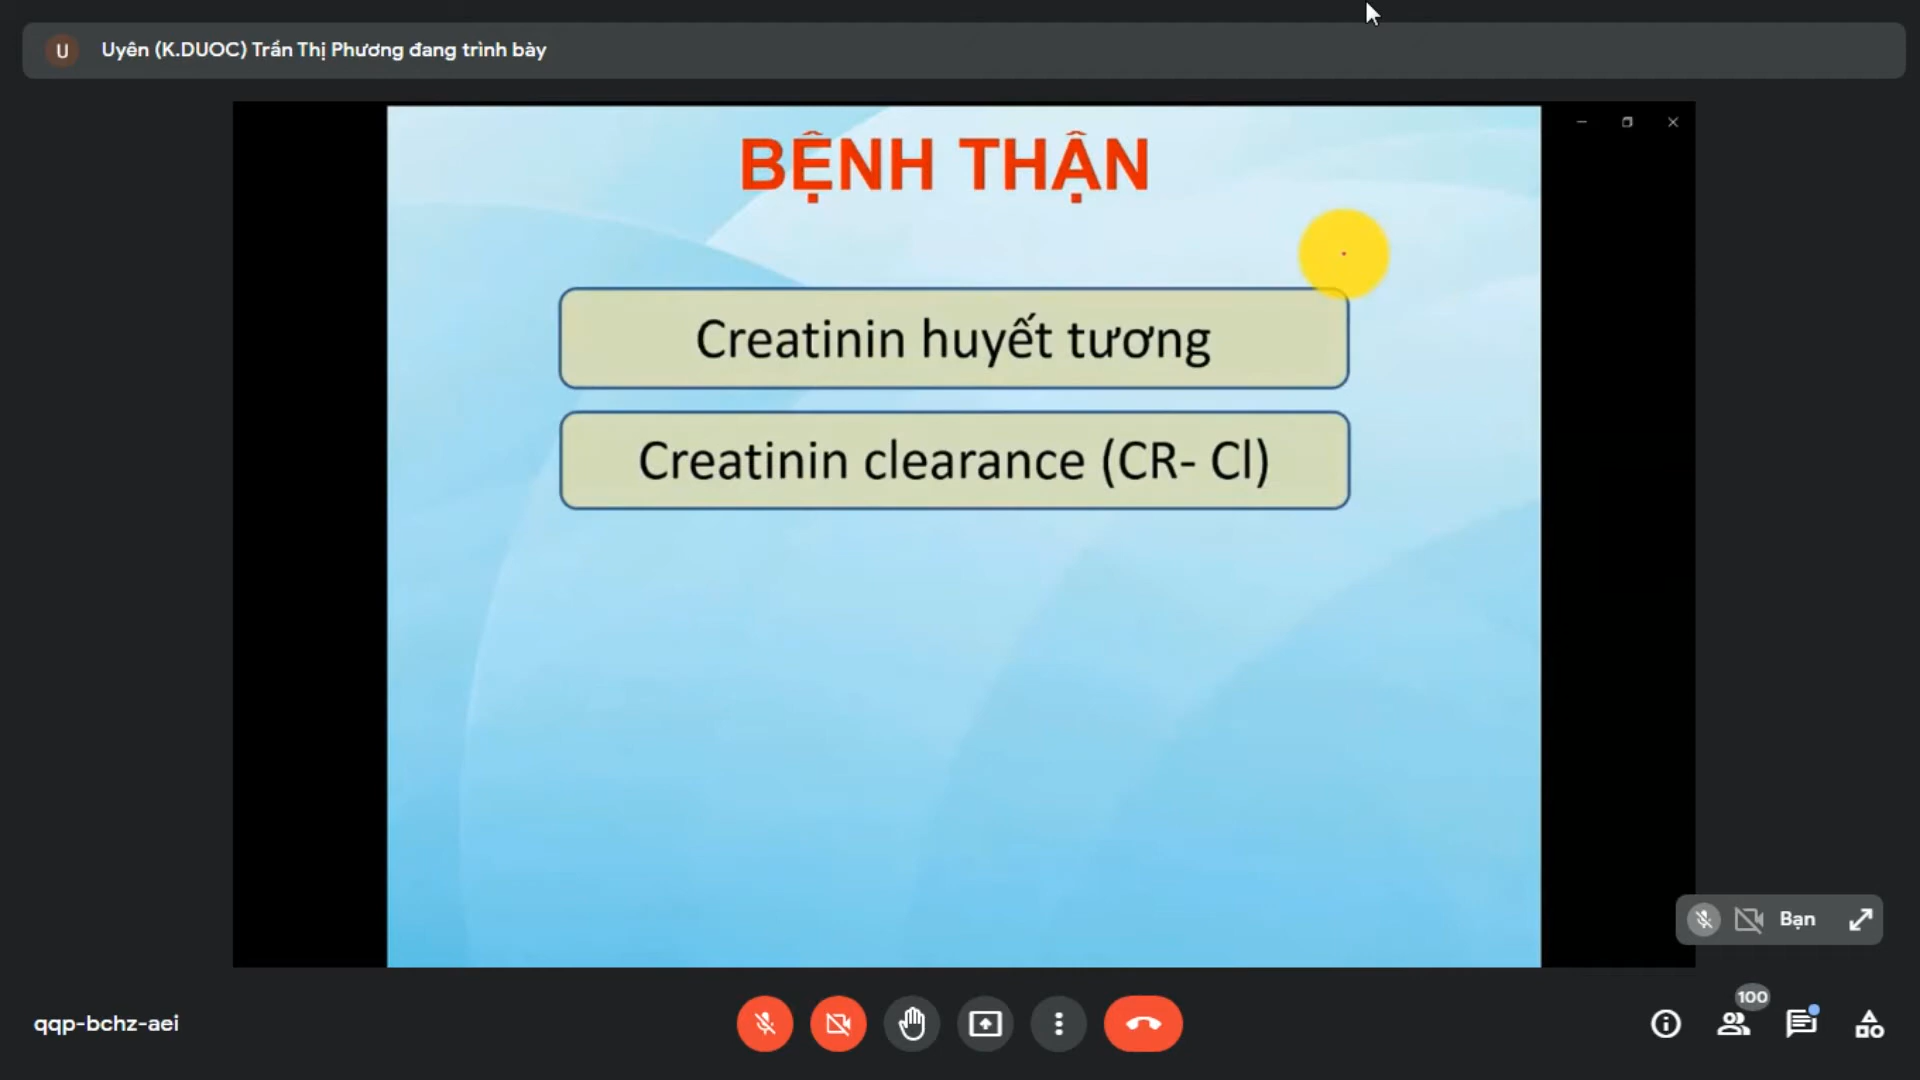 U
Uyên (K.DUOC) Trần Thị Phương đang trình bày
BỆNH THẬN
Creatinin huyết tương
Creatinin clearance (CR- Cl)
Bạn
100
qqp-bchz-aei